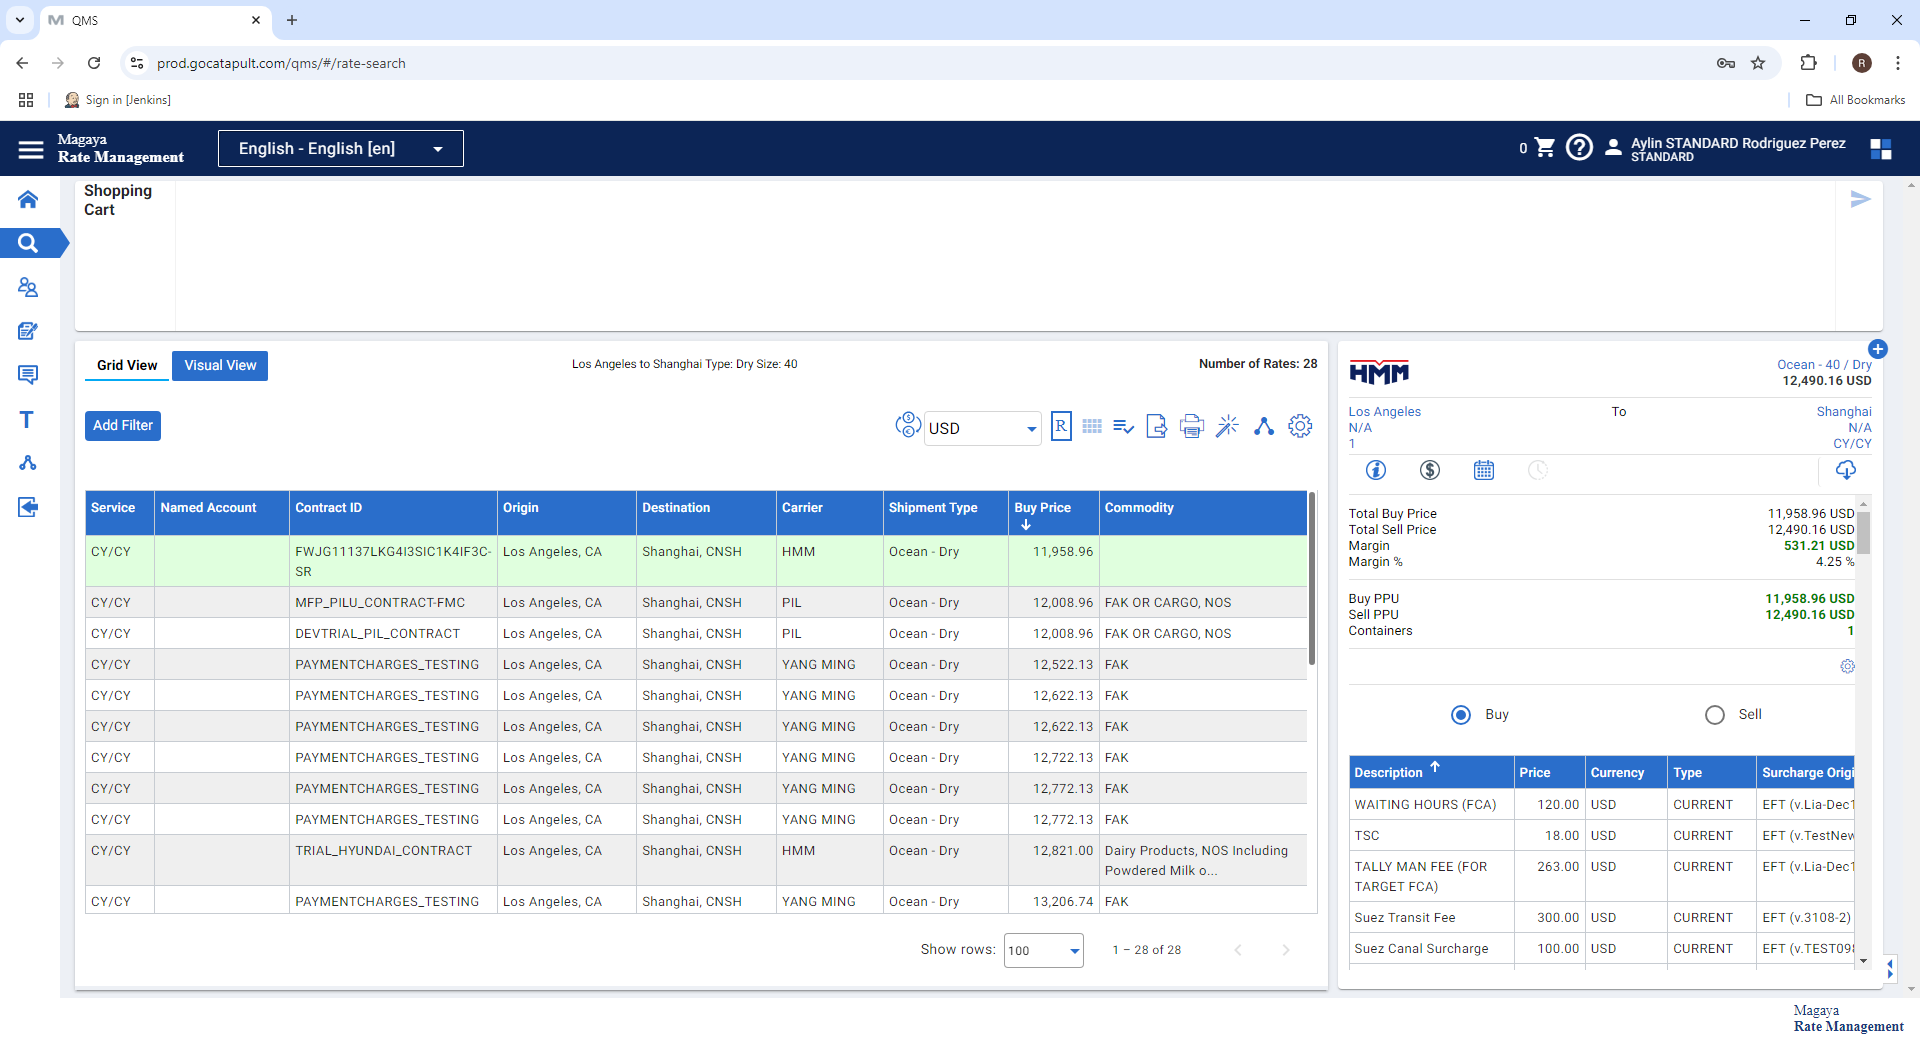 QMS
prod.gocatapult.com/qms/#/rate-search
R
Sign in [Jenkins]
All Bookmarks
Magaya
Rate Management
English - English [en]
0
Aylin STANDARD Rodriguez Perez
STANDARD
Shopping
Cart
Grid View
Visual View
Los Angeles to Shanghai Type: Dry Size: 40
Number of Rates: 28
Add Filter
USD
R
Service Named Account Contract ID Origin Destination Carrier Shipment Type Buy Price Commodity
CY/CY FWJG11137LKG4I3SIC1K4IF3C-SR Los Angeles, CA Shanghai, CNSH HMM Ocean - Dry 11,958.96
CY/CY MFP_PILU_CONTRACT-FMC Los Angeles, CA Shanghai, CNSH PIL Ocean - Dry 12,008.96 FAK OR CARGO, NOS
CY/CY DEVTRIAL_PIL_CONTRACT Los Angeles, CA Shanghai, CNSH PIL Ocean - Dry 12,008.96 FAK OR CARGO, NOS
CY/CY PAYMENTCHARGES_TESTING Los Angeles, CA Shanghai, CNSH YANG MING Ocean - Dry 12,522.13 FAK
CY/CY PAYMENTCHARGES_TESTING Los Angeles, CA Shanghai, CNSH YANG MING Ocean - Dry 12,622.13 FAK
CY/CY PAYMENTCHARGES_TESTING Los Angeles, CA Shanghai, CNSH YANG MING Ocean - Dry 12,622.13 FAK
CY/CY PAYMENTCHARGES_TESTING Los Angeles, CA Shanghai, CNSH YANG MING Ocean - Dry 12,722.13 FAK
CY/CY PAYMENTCHARGES_TESTING Los Angeles, CA Shanghai, CNSH YANG MING Ocean - Dry 12,772.13 FAK
CY/CY PAYMENTCHARGES_TESTING Los Angeles, CA Shanghai, CNSH YANG MING Ocean - Dry 12,772.13 FAK
CY/CY TRIAL_HYUNDAI_CONTRACT Los Angeles, CA Shanghai, CNSH HMM Ocean - Dry 12,821.00 Dairy Products, NOS Including Powdered Milk o...
CY/CY PAYMENTCHARGES_TESTING Los Angeles, CA Shanghai, CNSH YANG MING Ocean - Dry 13,206.74 FAK
Show rows: 100 1 – 28 of 28
HMM
Ocean - 40 / Dry
12,490.16 USD
Los Angeles To Shanghai
N/A N/A
1 CY/CY
Total Buy Price 11,958.96 USD
Total Sell Price 12,490.16 USD
Margin 531.21 USD
Margin % 4.25 %
Buy PPU 11,958.96 USD
Sell PPU 12,490.16 USD
Containers 1
Buy Sell
Description Price Currency Type Surcharge Origi
WAITING HOURS (FCA) 120.00 USD CURRENT EFT (v.Lia-Dec1
TSC 18.00 USD CURRENT EFT (v.TestNew
TALLY MAN FEE (FOR TARGET FCA) 263.00 USD CURRENT EFT (v.Lia-Dec1
Suez Transit Fee 300.00 USD CURRENT EFT (v.3108-2)
Suez Canal Surcharge 100.00 USD CURRENT EFT (v.TEST098
Magaya
Rate Management